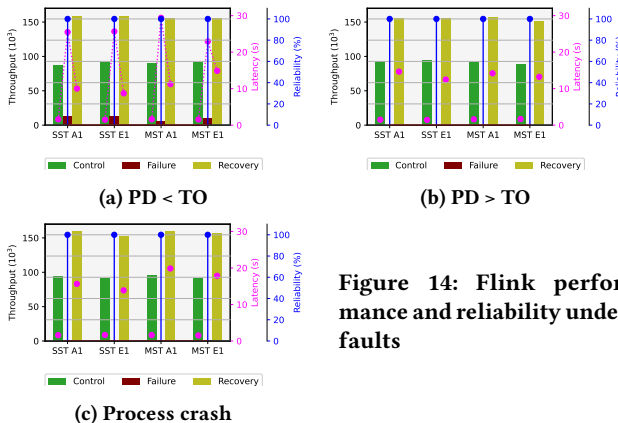 Throughput (10³)
150
100
50
0
SST A1
SST E1
MST A1
MST E1
30
20
10
0
Latency (s)
100
80
60
40
20
0
Reliability (%)
Control
Failure
Recovery
(a) PD < TO
Throughput (10³)
150
100
50
0
SST A1
SST E1
MST A1
MST E1
30
20
10
0
Latency (s)
100
80
60
40
20
0
Reliability (%)
Control
Failure
Recovery
(b) PD > TO
Throughput (10³)
150
100
50
0
SST A1
SST E1
MST A1
MST E1
30
20
10
0
Latency (s)
100
80
60
40
20
0
Reliability (%)
Control
Failure
Recovery
(c) Process crash
Figure 14: Flink perfor
mance and reliability unde
faults